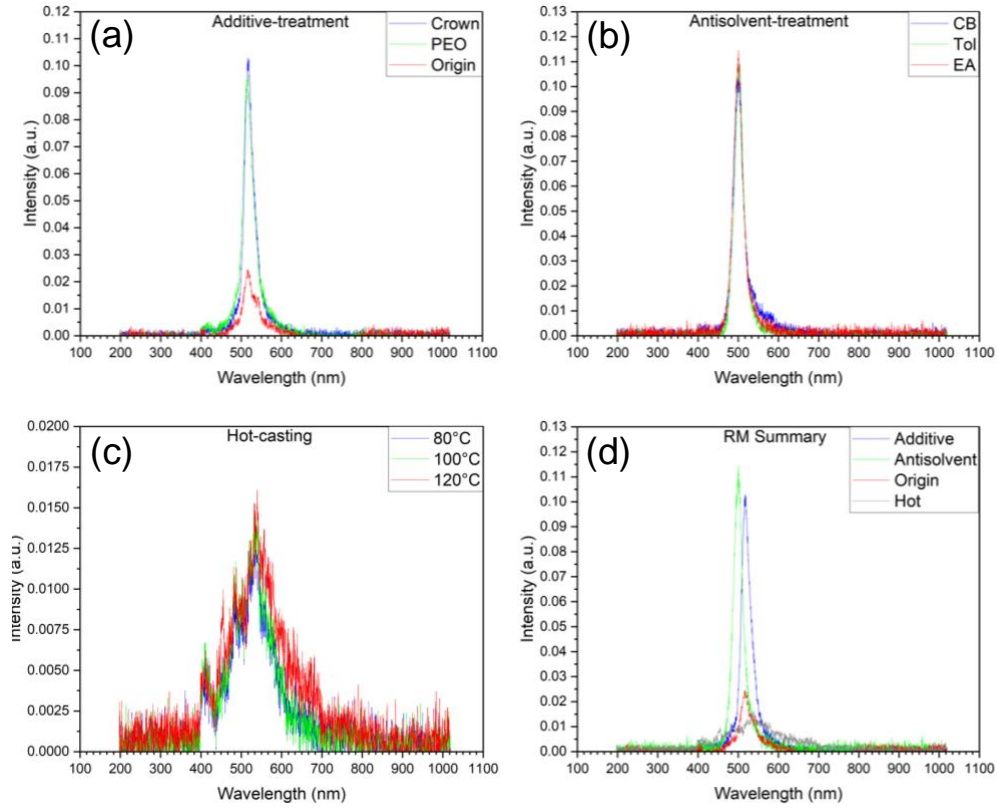 (a)
Additive-treatment
Crown
PEO
Origin
0.13
0.12
0.11
0.10
0.09
0.08
0.07
0.06
0.05
0.04
0.03
0.02
0.01
0.00
Intensity (a.u.)
100 200 300 400 500 600 700 800 900 1000 1100
Wavelength (nm)
(b)
Antisolvent-treatment
CB
Tol
EA
0.13
0.12
0.11
0.10
0.09
0.08
0.07
0.06
0.05
0.04
0.03
0.02
0.01
0.00
Intensity (a.u.)
100 200 300 400 500 600 700 800 900 1000 1100
Wavelength (nm)
(c)
Hot-casting
80°C
100°C
120°C
0.0200
0.0175
0.0150
0.0125
0.0100
0.0075
0.0050
0.0025
0.0000
Intensity (a.u.)
100 200 300 400 500 600 700 800 900 1000 1100
Wavelength (nm)
(d)
RM Summary
Additive
Antisolvent
Origin
Hot
0.13
0.12
0.11
0.10
0.09
0.08
0.07
0.06
0.05
0.04
0.03
0.02
0.01
0.00
Intensity (a.u.)
100 200 300 400 500 600 700 800 900 1000 1100
Wavelength (nm)